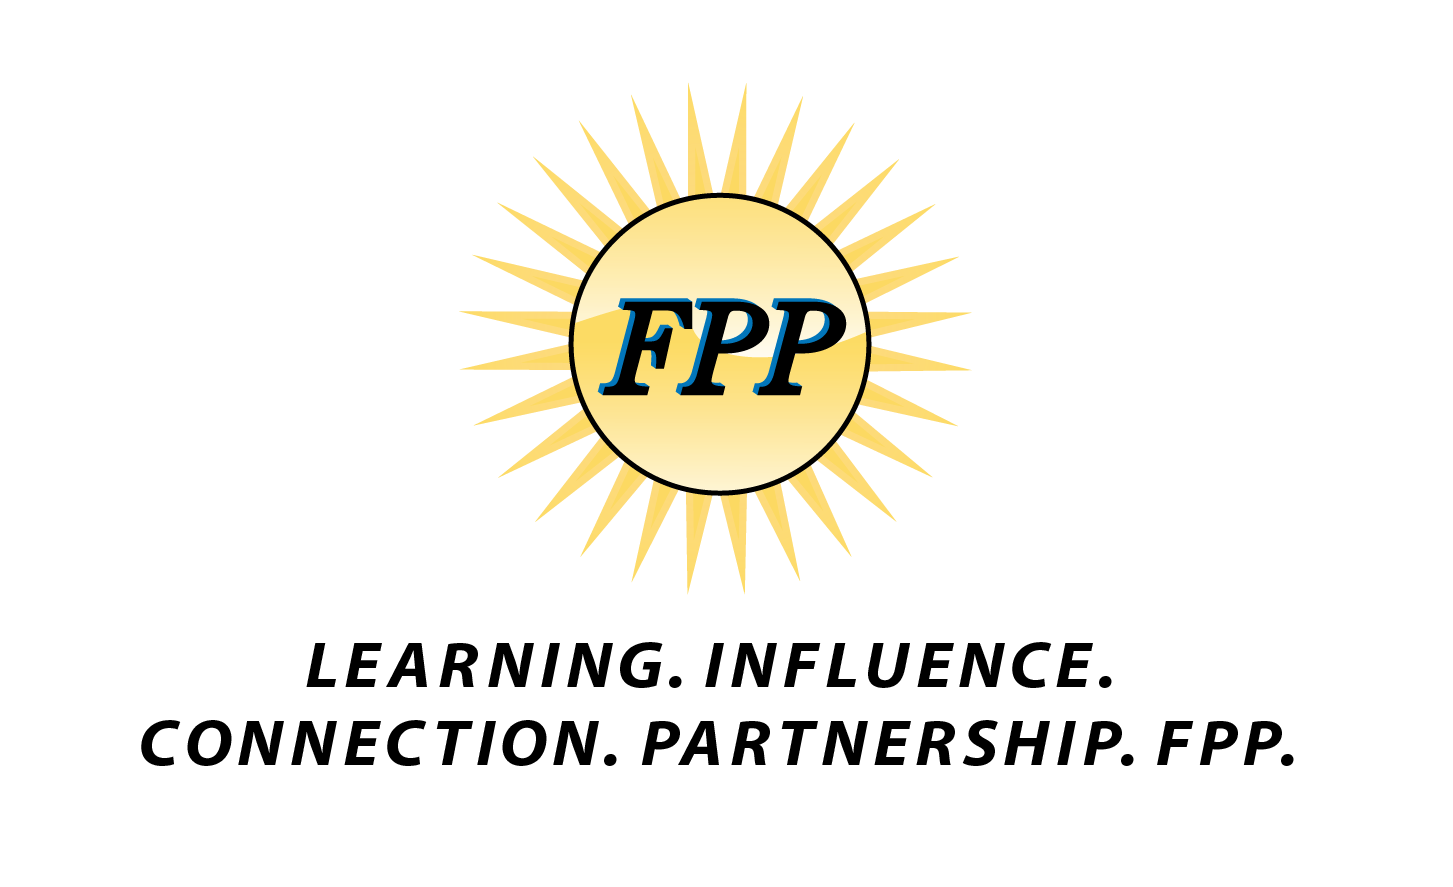 FPP
LEARNING. INFLUENCE.
CONNECTION. PARTNERSHIP. FPP.